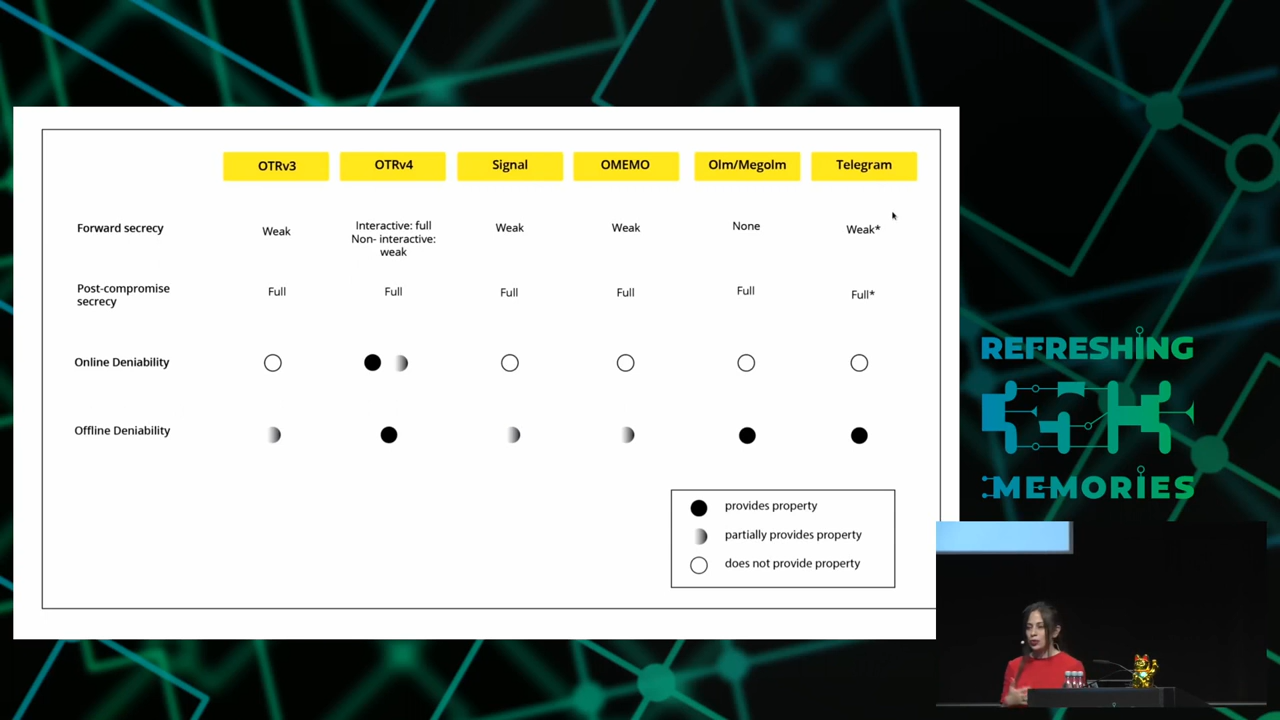 OTRv3
OTRv4
Signal
OMEMO
Olm/Megolm
Telegram
Forward secrecy
Weak
Interactive: full
Non- interactive:
weak
Weak
Weak
None
Weak*
Post-compromise
secrecy
Full
Full
Full
Full
Full
Full*
Online Deniability
Offline Deniability
provides property
partially provides property
does not provide property
REFRESHING
MEMORIES